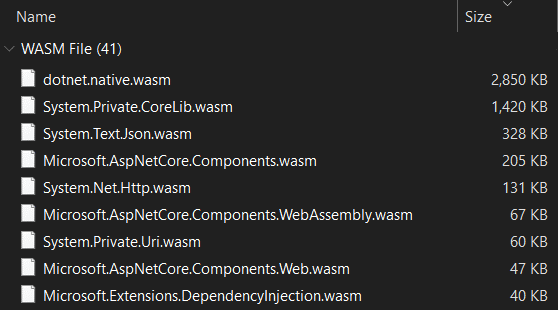 Name Size
WASM File (41)
dotnet.native.wasm 2,850 KB
System.Private.CoreLib.wasm 1,420 KB
System.Text.Json.wasm 328 KB
Microsoft.AspNetCore.Components.wasm 205 KB
System.Net.Http.wasm 131 KB
Microsoft.AspNetCore.Components.WebAssembly.wasm 67 KB
System.Private.Uri.wasm 60 KB
Microsoft.AspNetCore.Components.Web.wasm 47 KB
Microsoft.Extensions.DependencyInjection.wasm 40 KB